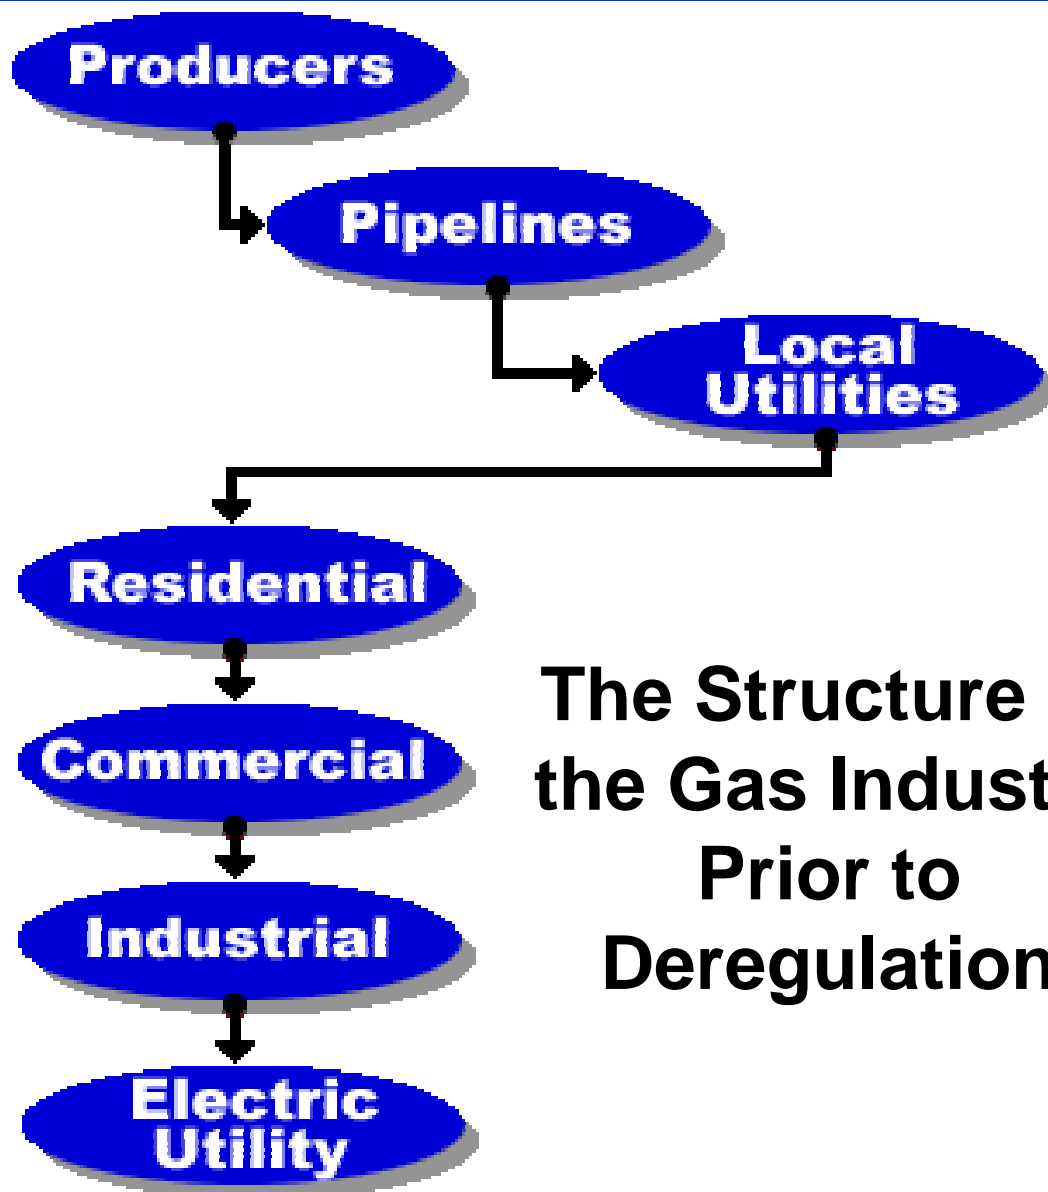 Producers
Pipelines
Local
Utilities
Residential
Commercial
Industrial
Electric
Utility
The Structure
the Gas Indust
Prior to
Deregulation